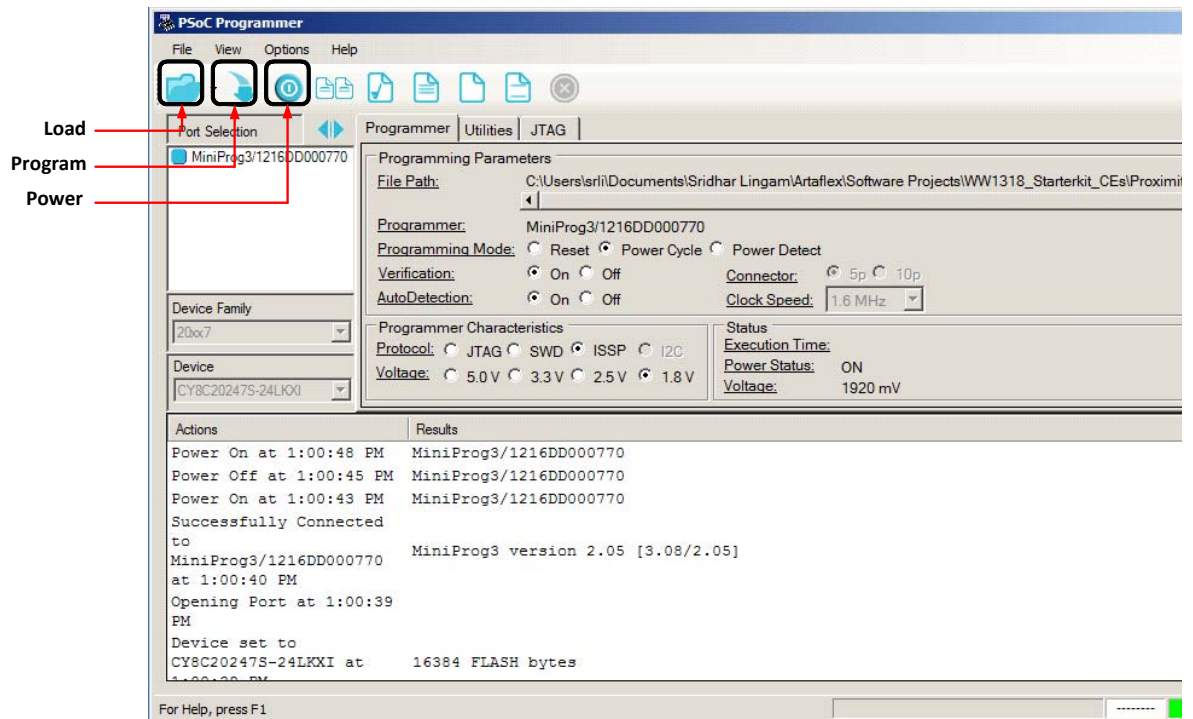 PSoC Programmer
File View Options Help
Load
Program
Power
Port Selection
MiniProg3/1216DD000770
Device Family
20xx7
Device
CY8C20247S-24LKXI
Programmer Utilities JTAG
Programming Parameters
File Path: C:\Users\srli\Documents\Sridhar Lingam\Artaflex\Software Projects\WW1318_Starterkit_CEs\Proximit
Programmer: MiniProg3/1216DD000770
Programming Mode: Reset Power Cycle Power Detect
Verification: On Off Connector: 5p 10p
AutoDetection: On Off Clock Speed: 1.6 MHz
Programmer Characteristics
Protocol: JTAG SWD ISSP I2C
Voltage: 5.0 V 3.3 V 2.5 V 1.8 V
Status
Execution Time:
Power Status: ON
Voltage: 1920 mV
Actions Results
Power On at 1:00:48 PM MiniProg3/1216DD000770
Power Off at 1:00:45 PM MiniProg3/1216DD000770
Power On at 1:00:43 PM MiniProg3/1216DD000770
Successfully Connected
to
MiniProg3/1216DD000770 MiniProg3 version 2.05 [3.08/2.05]
at 1:00:40 PM
Opening Port at 1:00:39
PM
Device set to
CY8C20247S-24LKXI at 16384 FLASH bytes
For Help, press F1
--------